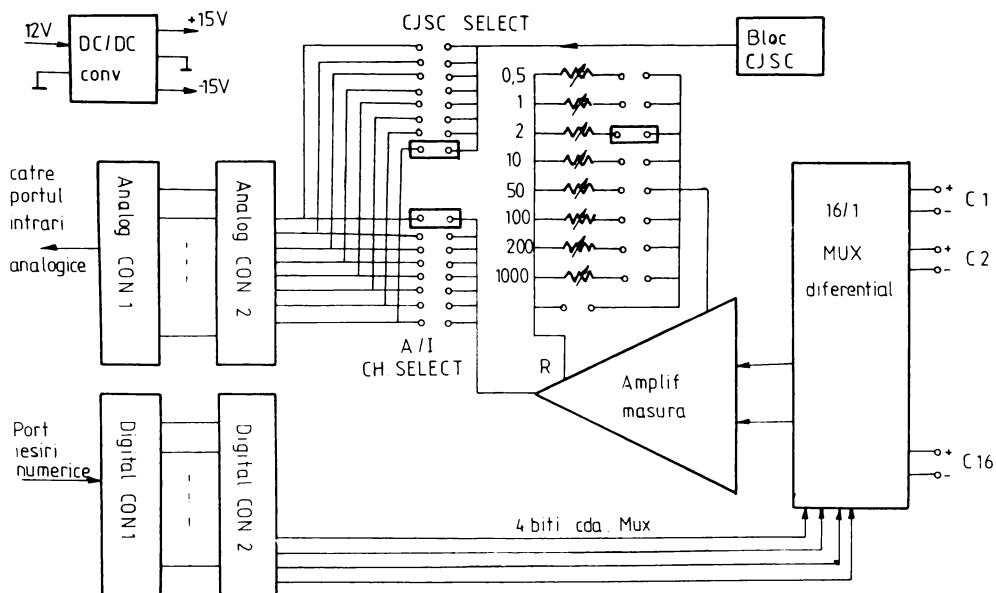 12V
DC/DC
conv
+15V
-15V
CJSC SELECT
Bloc
CJSC
0,5
1
2
10
50
100
200
1000
catre
portul
intrari
analogice
Analog CON 1
Analog CON 2
A/I
CH SELECT
R
Amplif
masura
16/1
MUX
diferential
+
-
C 1
+
-
C 2
+
-
C 16
Port
iesiri
numerice
Digital CON 1
Digital CON 2
4 biti cda. Mux